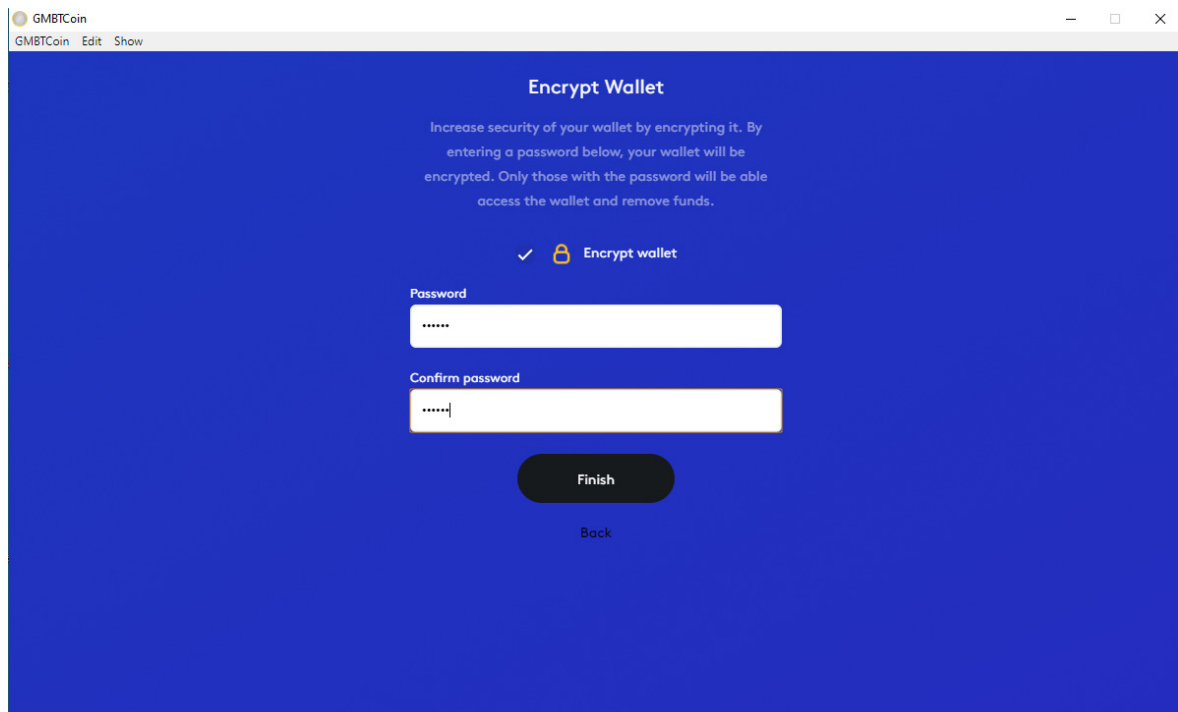 GMBTCoin
GMBTCoin Edit Show
Encrypt Wallet
Increase security of your wallet by encrypting it. By
entering a password below, your wallet will be
encrypted. Only those with the password will be able
access the wallet and remove funds.
Encrypt wallet
Password
••••••
Confirm password
••••••
Finish
Back